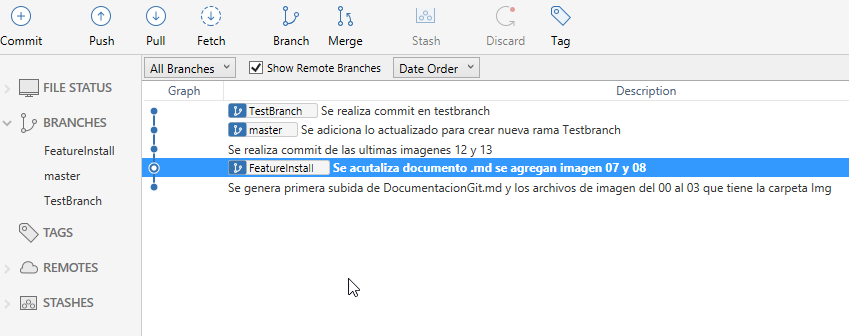 Commit Push Pull Fetch Branch Merge Stash Discard Tag
All Branches Show Remote Branches Date Order
Graph Description
FILE STATUS
BRANCHES
FeatureInstall
master
TestBranch
TAGS
REMOTES
STASHES
TestBranch Se realiza commit en testbranch
master Se adiciona lo actualizado para crear nueva rama Testbranch
Se realiza commit de las ultimas imagenes 12 y 13
FeatureInstall Se acutaliza documento .md se agregan imagen 07 y 08
Se genera primera subida de DocumentacionGit.md y los archivos de imagen del 00 al 03 que tiene la carpeta Img